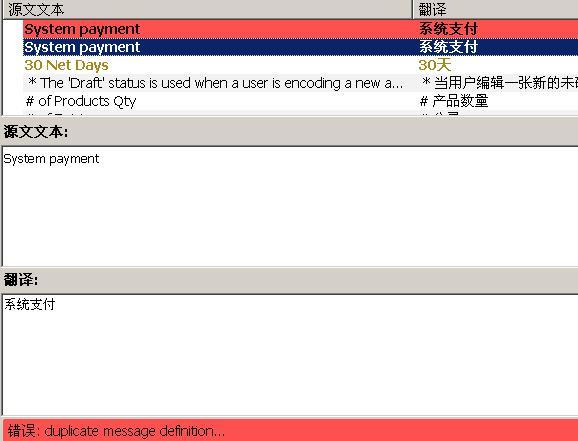 源文文本 翻译
System payment 系统支付
System payment 系统支付
30 Net Days 30天
* The 'Draft' status is used when a user is encoding a new a... * 当用户编辑一张新的未
# of Products Qty # 产品数量
源文文本:
System payment
翻译:
系统支付
错误: duplicate message definition...